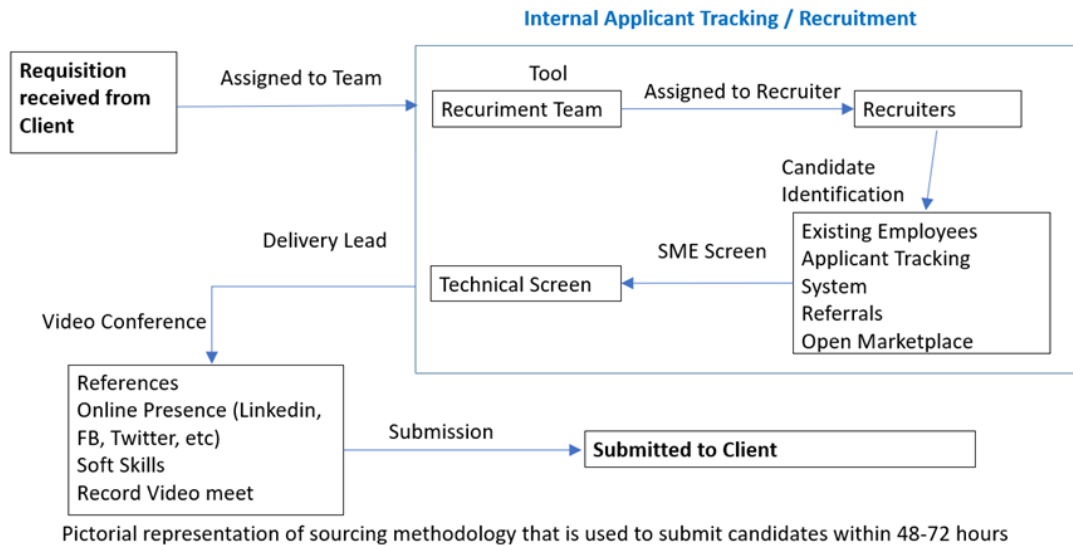 Internal Applicant Tracking / Recruitment
Requisition
received from
Client
Assigned to Team
Tool
Recuriment Team
Assigned to Recruiter
Recruiters
Candidate
Identification
Existing Employees
Applicant Tracking
System
Referrals
Open Marketplace
SME Screen
Technical Screen
Delivery Lead
Video Conference
References
Online Presence (Linkedin,
FB, Twitter, etc)
Soft Skills
Record Video meet
Submission
Submitted to Client
Pictorial representation of sourcing methodology that is used to submit candidates within 48-72 hours